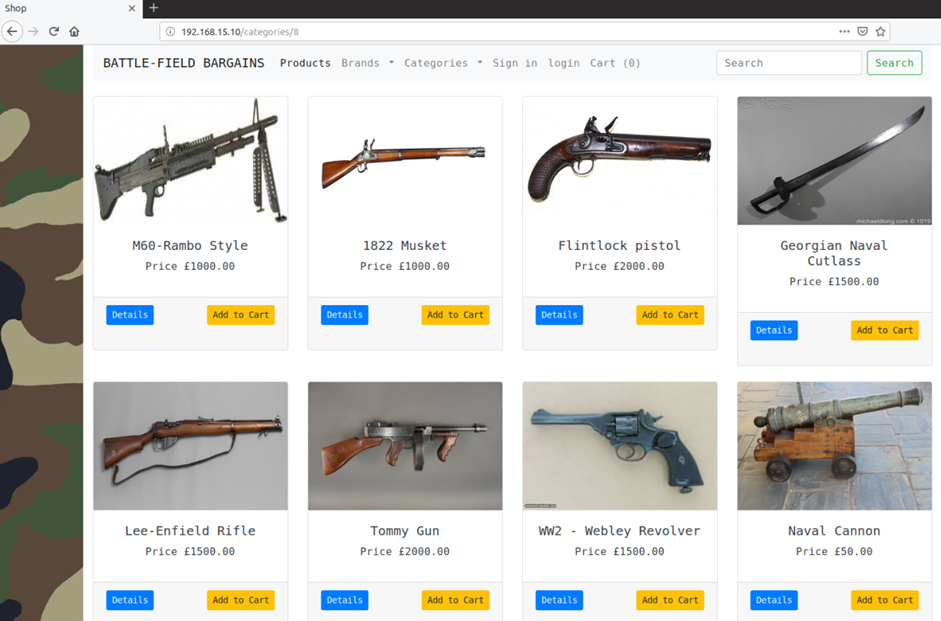 Shop
192.168.15.10/categories/8
BATTLE-FIELD BARGAINS Products Brands Categories Sign in login Cart (0) Search Search
M60-Rambo Style
Price £1000.00
Details Add to Cart
1822 Musket
Price £1000.00
Details Add to Cart
Flintlock pistol
Price £2000.00
Details Add to Cart
michaeldlong.com © 1019
Georgian Naval
Cutlass
Price £1500.00
Details Add to Cart
Lee-Enfield Rifle
Price £1500.00
Details Add to Cart
Tommy Gun
Price £2000.00
Details Add to Cart
WW2 - Webley Revolver
Price £1500.00
Details Add to Cart
Naval Cannon
Price £50.00
Details Add to Cart